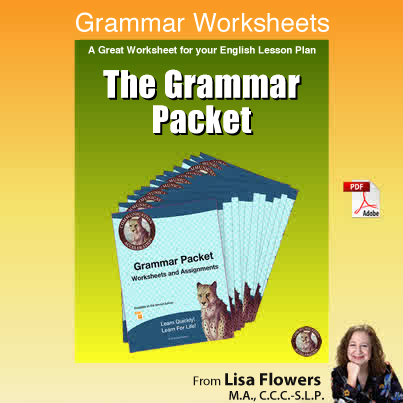 Grammar Worksheets
A Great Worksheet for your English Lesson Plan
The Grammar
Packet
PDF
Adobe
Grammar Packet
Worksheets and Assignments
Learn Quickly!
Learn For Life!
From Lisa Flowers
M.A., C.C.C.-S.L.P.